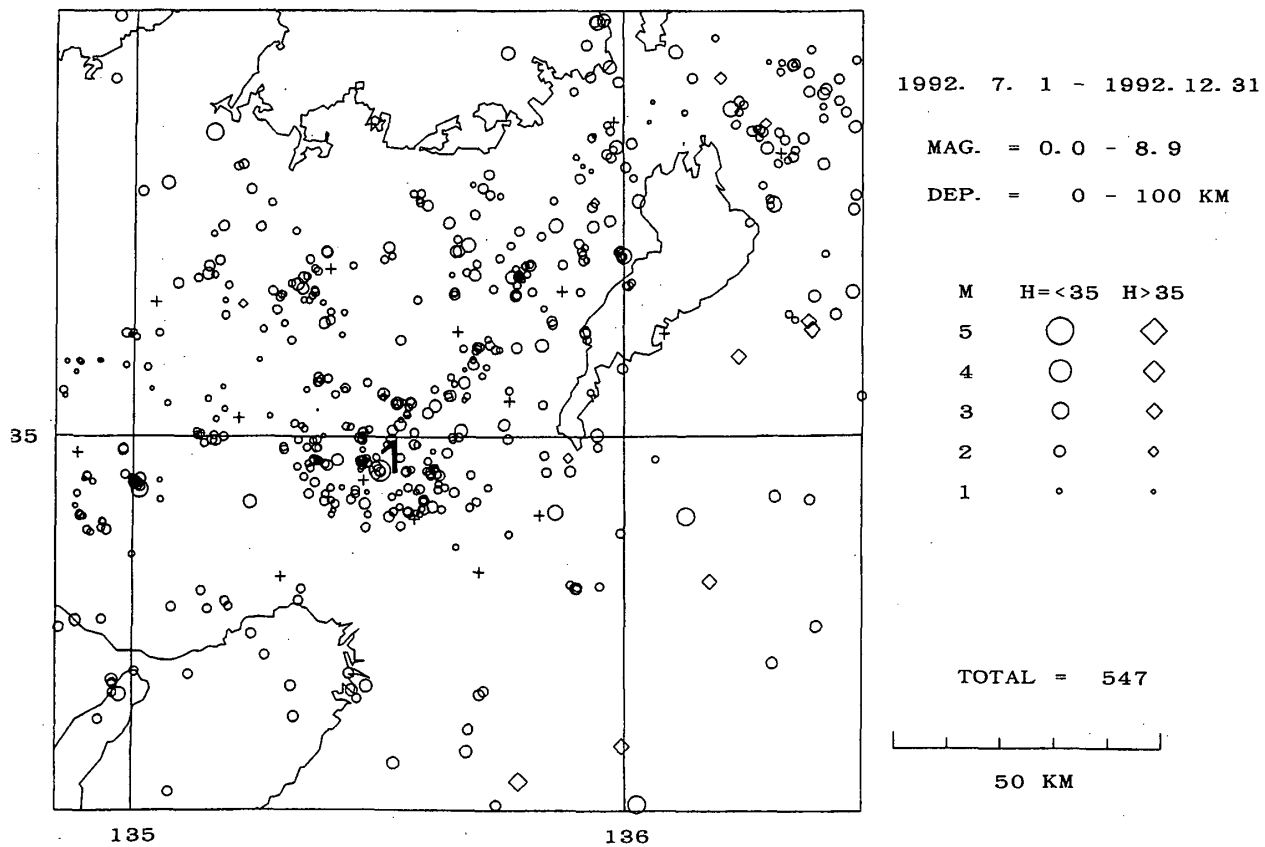 1992. 7. 1 - 1992.12.31
MAG. = 0.0 - 8.9
DEP. = 0 - 100 KM
M H=<35 H>35
5
4
3
2
1
35
1
TOTAL = 547
50 KM
135 136